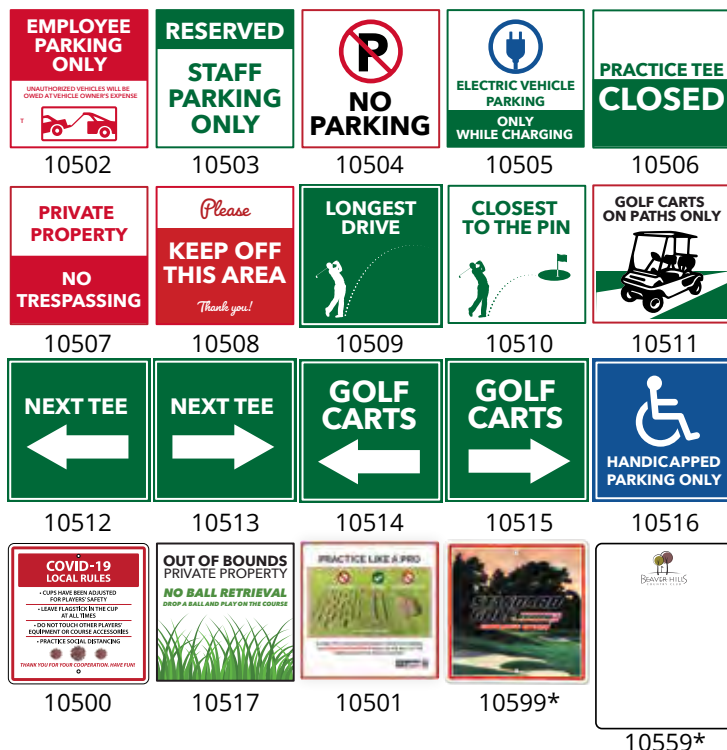 EMPLOYEE
PARKING
ONLY
UNAUTHORIZED VEHICLES WILL BE
OWED AT VEHICLE OWNER'S EXPENSE
T
10502
RESERVED
STAFF
PARKING
ONLY
10503
P
NO
PARKING
10504
ELECTRIC VEHICLE
PARKING
ONLY
WHILE CHARGING
10505
PRACTICE TEE
CLOSED
10506
PRIVATE
PROPERTY
NO
TRESPASSING
10507
Please
KEEP OFF
THIS AREA
Thank you!
10508
LONGEST
DRIVE
10509
CLOSEST
TO THE PIN
10510
GOLF CARTS
ON PATHS ONLY
10511
NEXT TEE
10512
NEXT TEE
10513
GOLF
CARTS
10514
GOLF
CARTS
10515
HANDICAPPED
PARKING ONLY
10516
COVID-19
LOCAL RULES
• CUPS HAVE BEEN ADJUSTED
FOR PLAYERS' SAFETY
• LEAVE FLAGSTICK IN THE CUP
AT ALL TIMES
• DO NOT TOUCH OTHER PLAYERS'
EQUIPMENT OR COURSE ACCESSORIES
• PRACTICE SOCIAL DISTANCING
THANK YOU FOR YOUR COOPERATION. HAVE FUN!
10500
OUT OF BOUNDS
PRIVATE PROPERTY
NO BALL RETRIEVAL
DROP A BALL AND PLAY ON THE COURSE
10517
PRACTICE LIKE A PRO
10501
10599*
BEAVER HILLS
COUNTRY CLUB
10559*